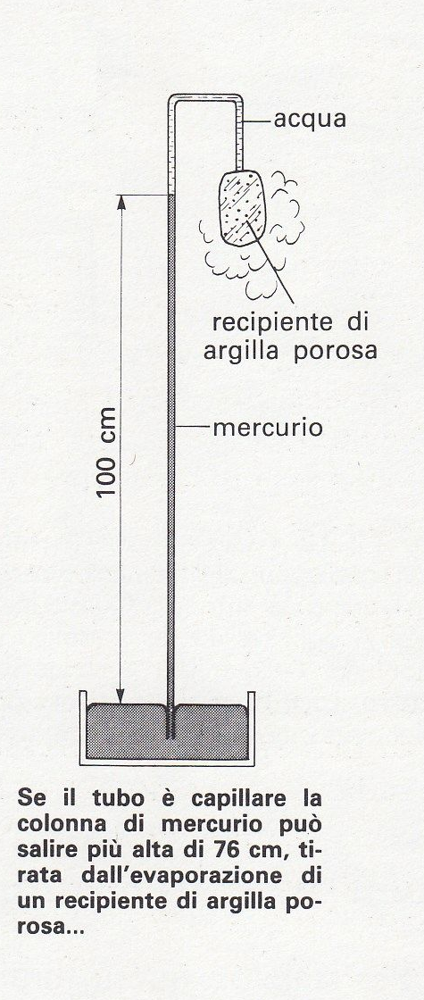 acqua
recipiente di
argilla porosa
mercurio
100 cm
Se il tubo è capillare la
colonna di mercurio può
salire più alta di 76 cm, ti-
rata dall'evaporazione di
un recipiente di argilla po-
rosa...